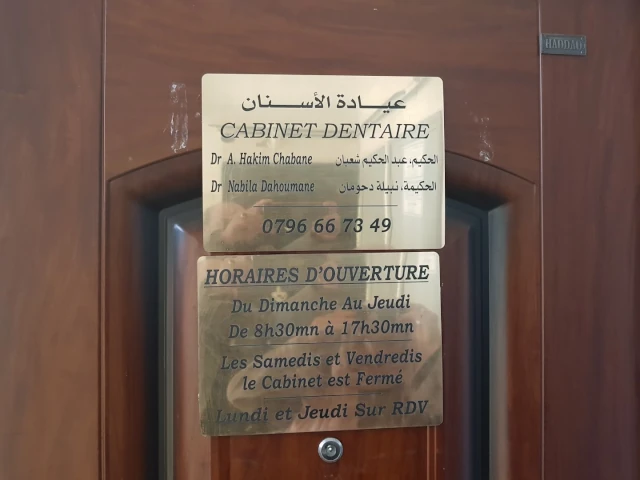 HADDAD
عيادة الأسنان
CABINET DENTAIRE
Dr A. Hakim Chabane الحكيم، عبد الحكيم شعبان
Dr Nabila Dahoumane الحكيمة، نبيلة دحومان
0796 66 73 49
HORAIRES D'OUVERTURE
Du Dimanche Au Jeudi
De 8h30mn à 17h30mn
Les Samedis et Vendredis
le Cabinet est Fermé
Lundi et Jeudi Sur RDV